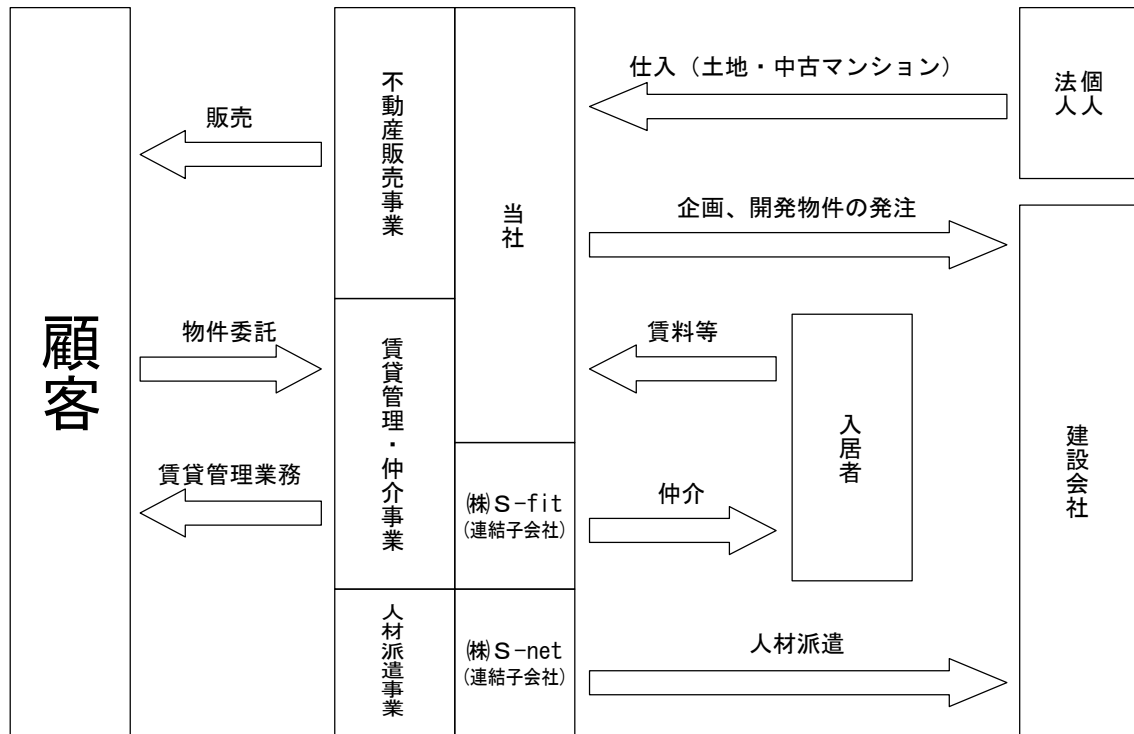 顧客
販売
物件委託
賃貸管理業務
不動産販売事業
賃貸管理・仲介事業
人材派遣事業
当社
㈱S-fit
(連結子会社)
㈱S-net
(連結子会社)
仕入（土地・中古マンション）
企画、開発物件の発注
賃料等
仲介
人材派遣
入居者
個人
法人
建設会社